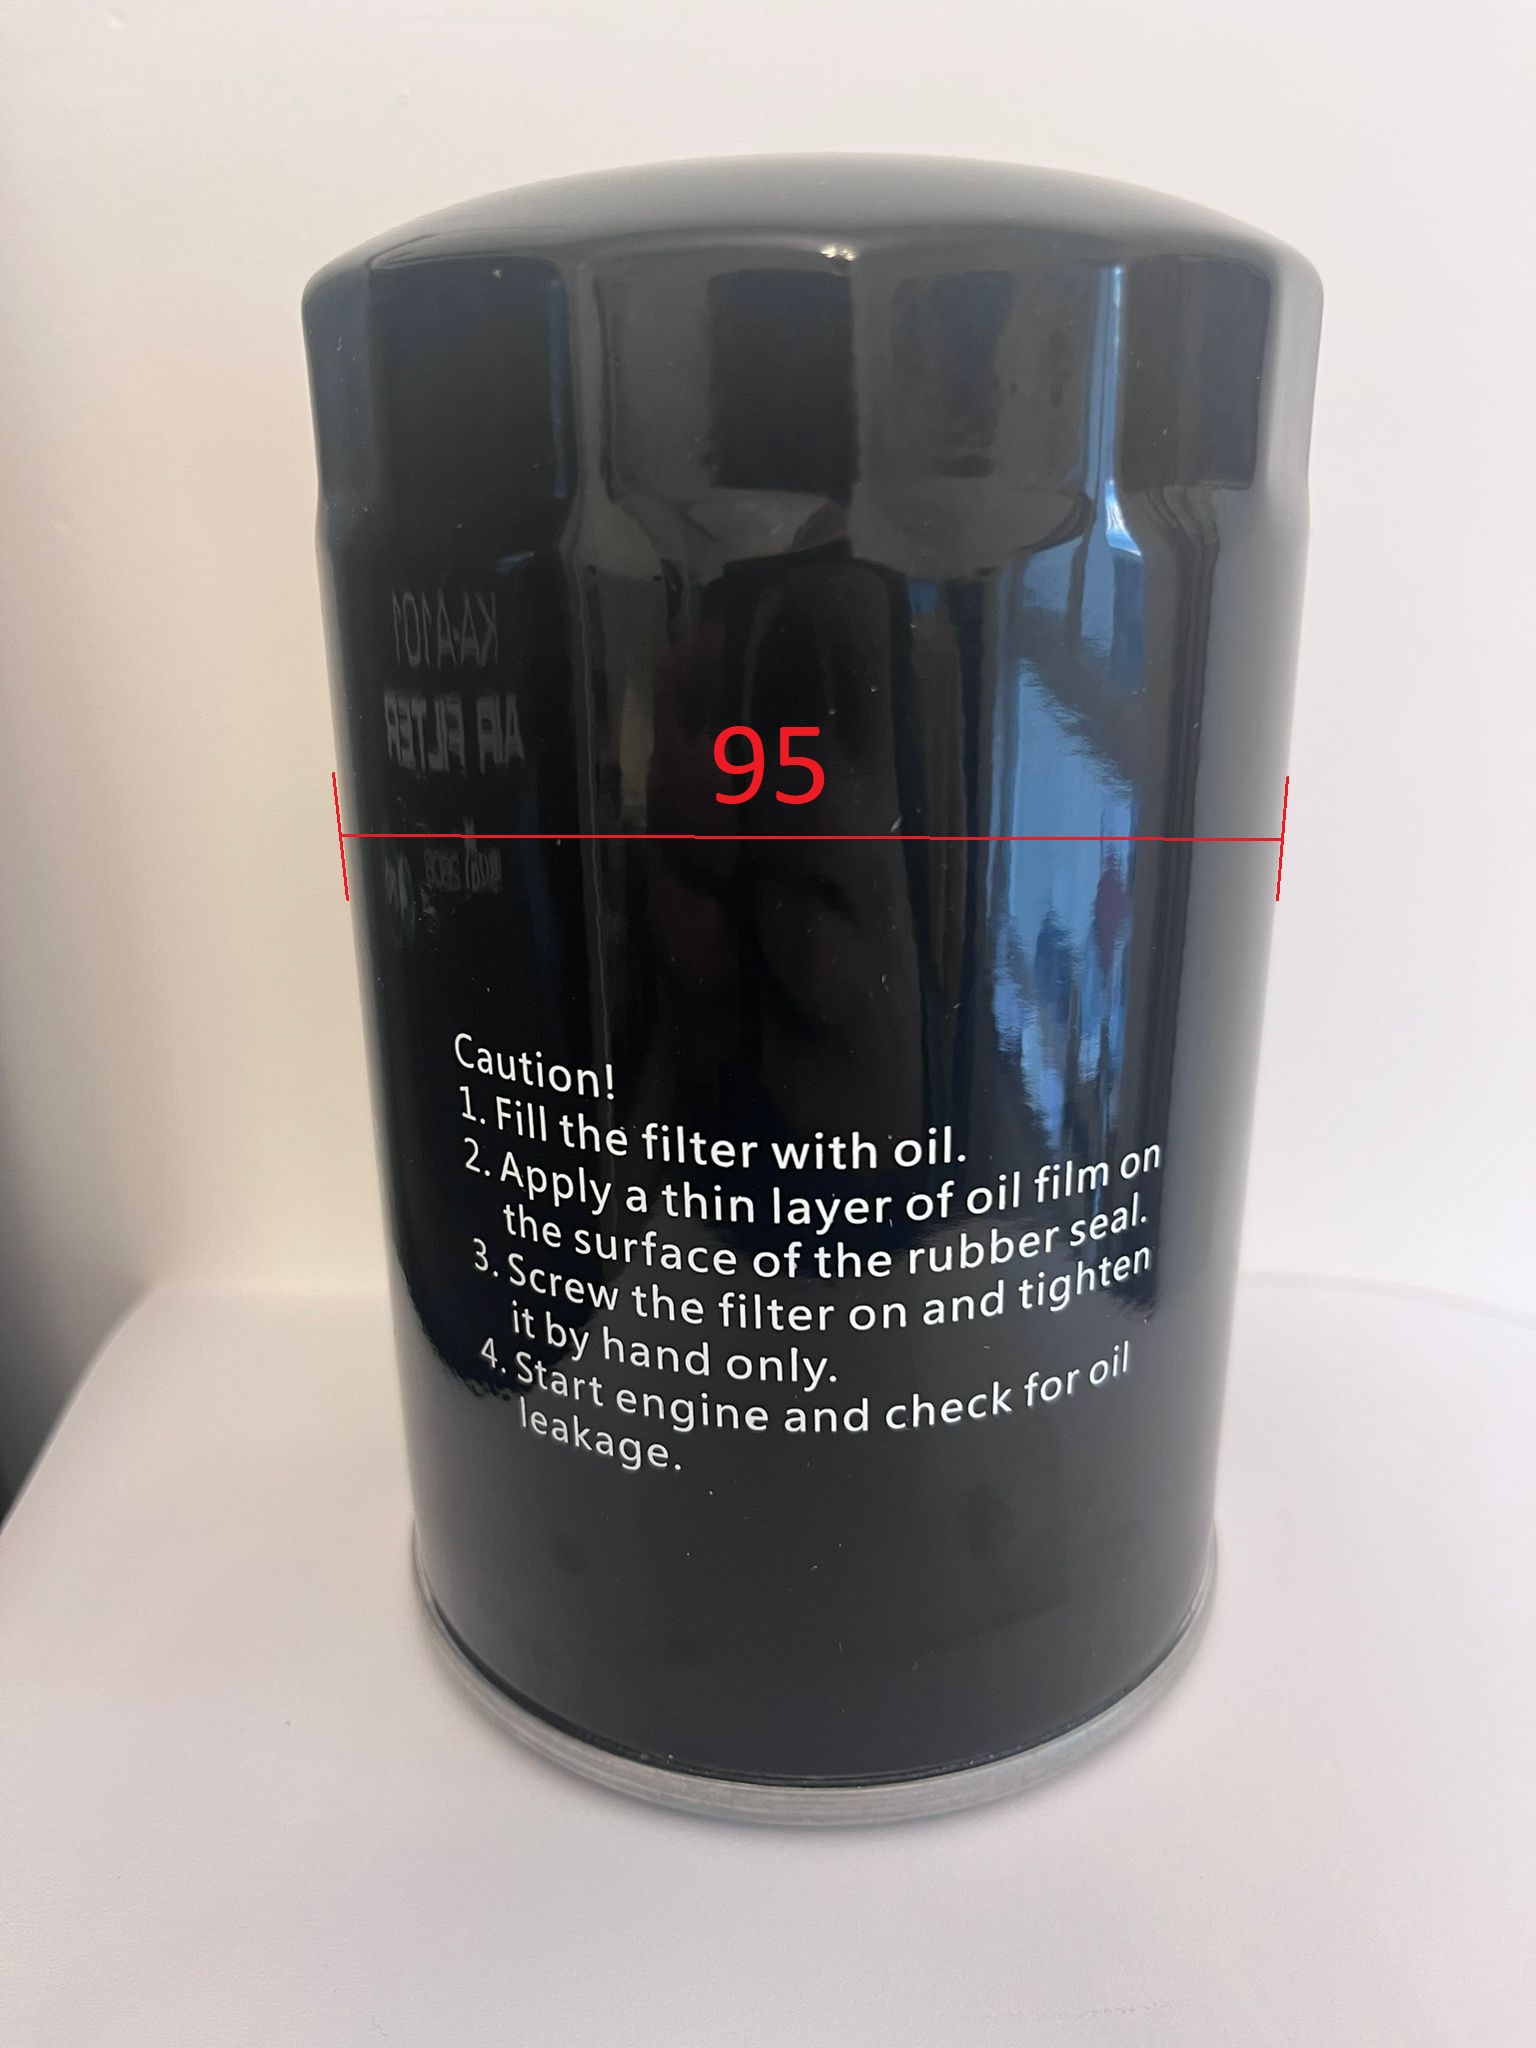 KA-A101
AIR FILTER
95
Caution!
1. Fill the filter with oil.
2. Apply a thin layer of oil film on
the surface of the rubber seal.
3. Screw the filter on and tighten
it by hand only.
4. Start engine and check for oil
leakage.